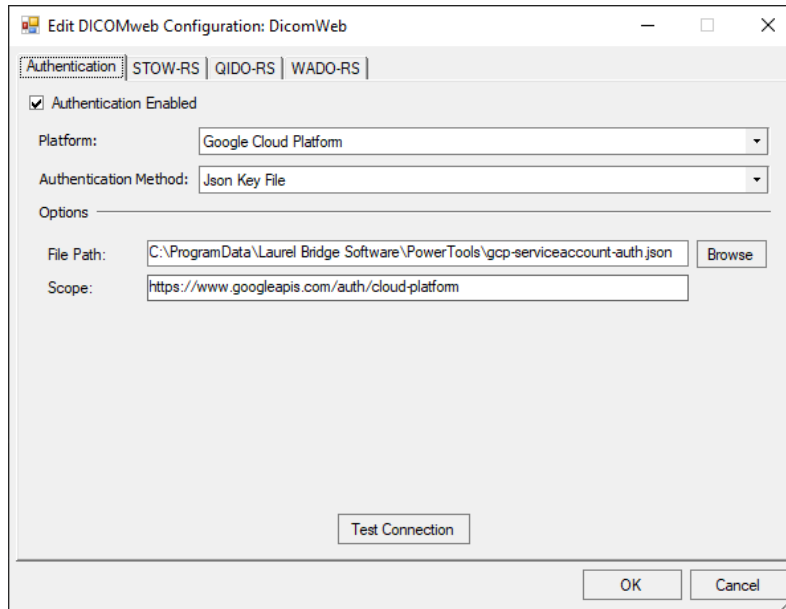 Edit DICOMweb Configuration: DicomWeb
Authentication STOW-RS QIDO-RS WADO-RS
Authentication Enabled
Platform: Google Cloud Platform
Authentication Method: Json Key File
Options
File Path: C:\ProgramData\Laurel Bridge Software\PowerTools\gcp-serviceaccount-auth.json Browse
Scope: https://www.googleapis.com/auth/cloud-platform
Test Connection
OK Cancel